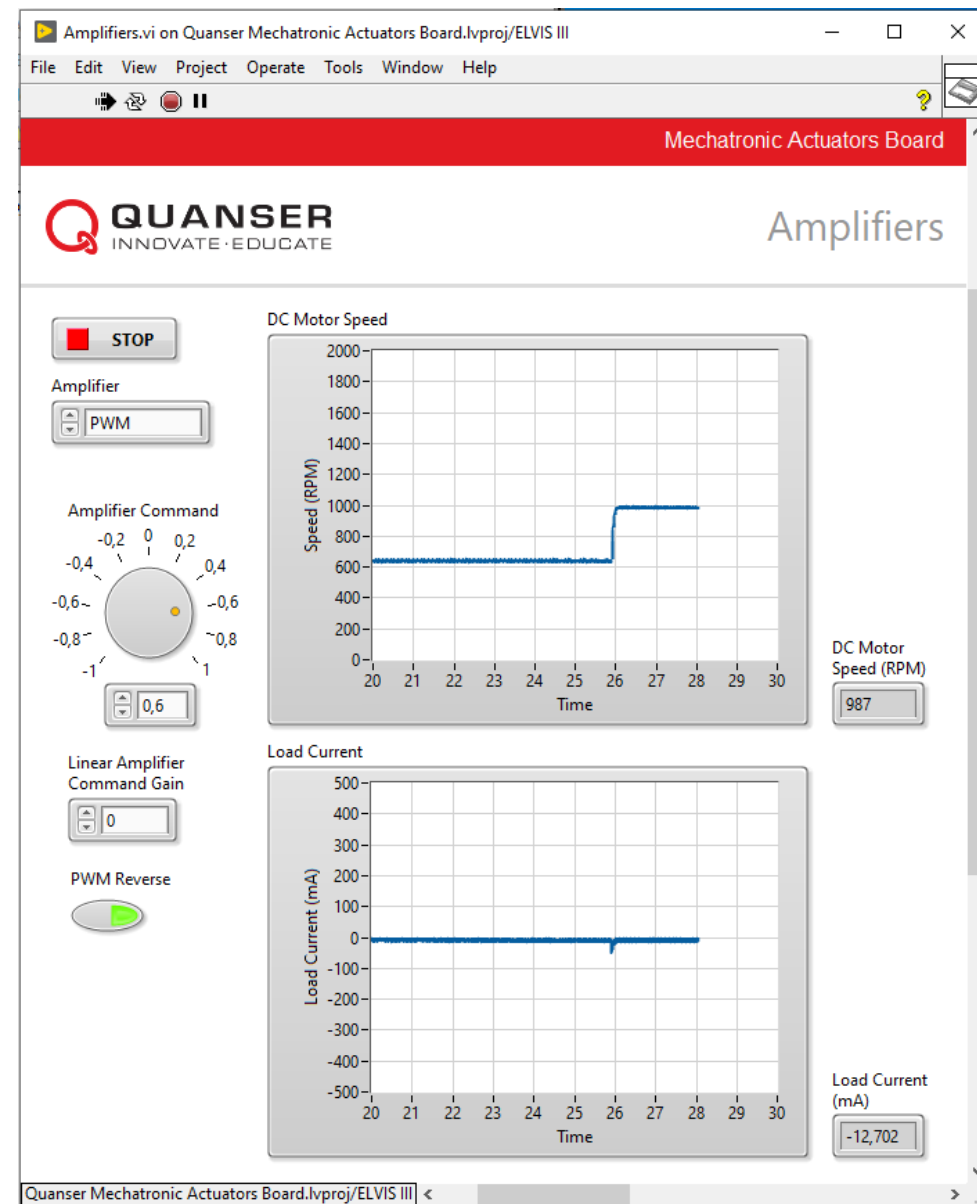 Amplifiers.vi on Quanser Mechatronic Actuators Board.lvproj/ELVIS III
File Edit View Project Operate Tools Window Help
Mechatronic Actuators Board
QUANSER
INNOVATE·EDUCATE
Amplifiers
STOP
Amplifier
PWM
Amplifier Command
0
-0,2 0,2
-0,4 0,4
-0,6 0,6
-0,8 0,8
-1 1
0,6
Linear Amplifier
Command Gain
0
PWM Reverse
DC Motor Speed
2000
1800
1600
1400
1200
1000
800
600
400
200
0
Speed (RPM)
20 21 22 23 24 25 26 27 28 29 30
Time
DC Motor
Speed (RPM)
987
Load Current
500
400
300
200
100
0
-100
-200
-300
-400
-500
Load Current (mA)
20 21 22 23 24 25 26 27 28 29 30
Time
Load Current
(mA)
-12,702
Quanser Mechatronic Actuators Board.lvproj/ELVIS III